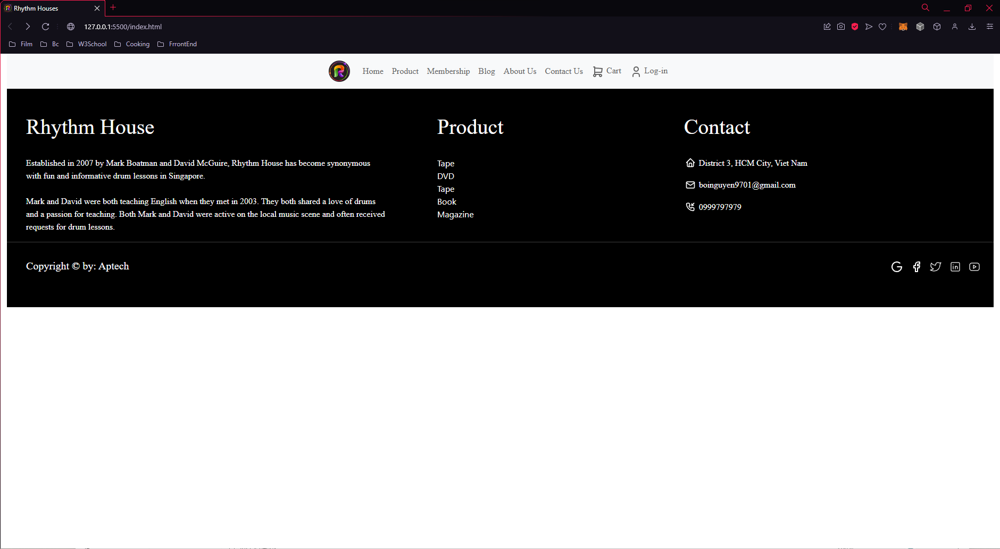 Rhythm Houses
127.0.0.1:5500/index.html
Film Bc W3School Cooking FrrontEnd
R Home Product Membership Blog About Us Contact Us Cart Log-in
Rhythm House
Established in 2007 by Mark Boatman and David McGuire, Rhythm House has become synonymous
with fun and informative drum lessons in Singapore.
Mark and David were both teaching English when they met in 2003. They both shared a love of drums
and a passion for teaching. Both Mark and David were active on the local music scene and often received
requests for drum lessons.
Product
Tape
DVD
Tape
Book
Magazine
Contact
District 3, HCM City, Viet Nam
boinguyen9701@gmail.com
0999797979
Copyright © by: Aptech